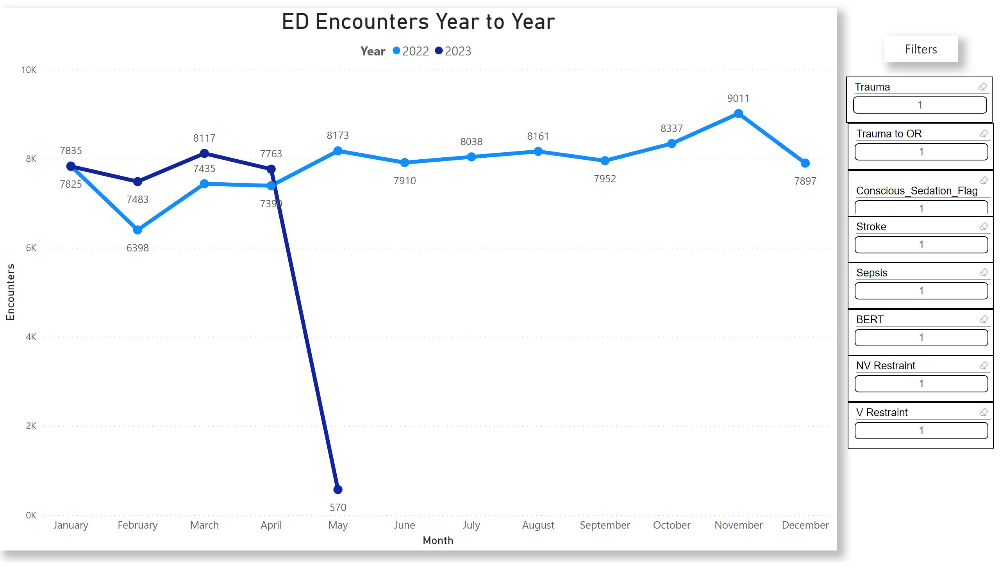 ED Encounters Year to Year
Year 2022 2023
10K
8K
6K
4K
2K
0K
Encounters
7835
7825
7483
6398
8117
7435
7763
7390
8173
570
7910
8038
8161
7952
8337
9011
7897
January February March April May June July August September October November December
Month
Filters
Trauma
1
Trauma to OR
1
Conscious_Sedation_Flag
1
Stroke
1
Sepsis
1
BERT
1
NV Restraint
1
V Restraint
1